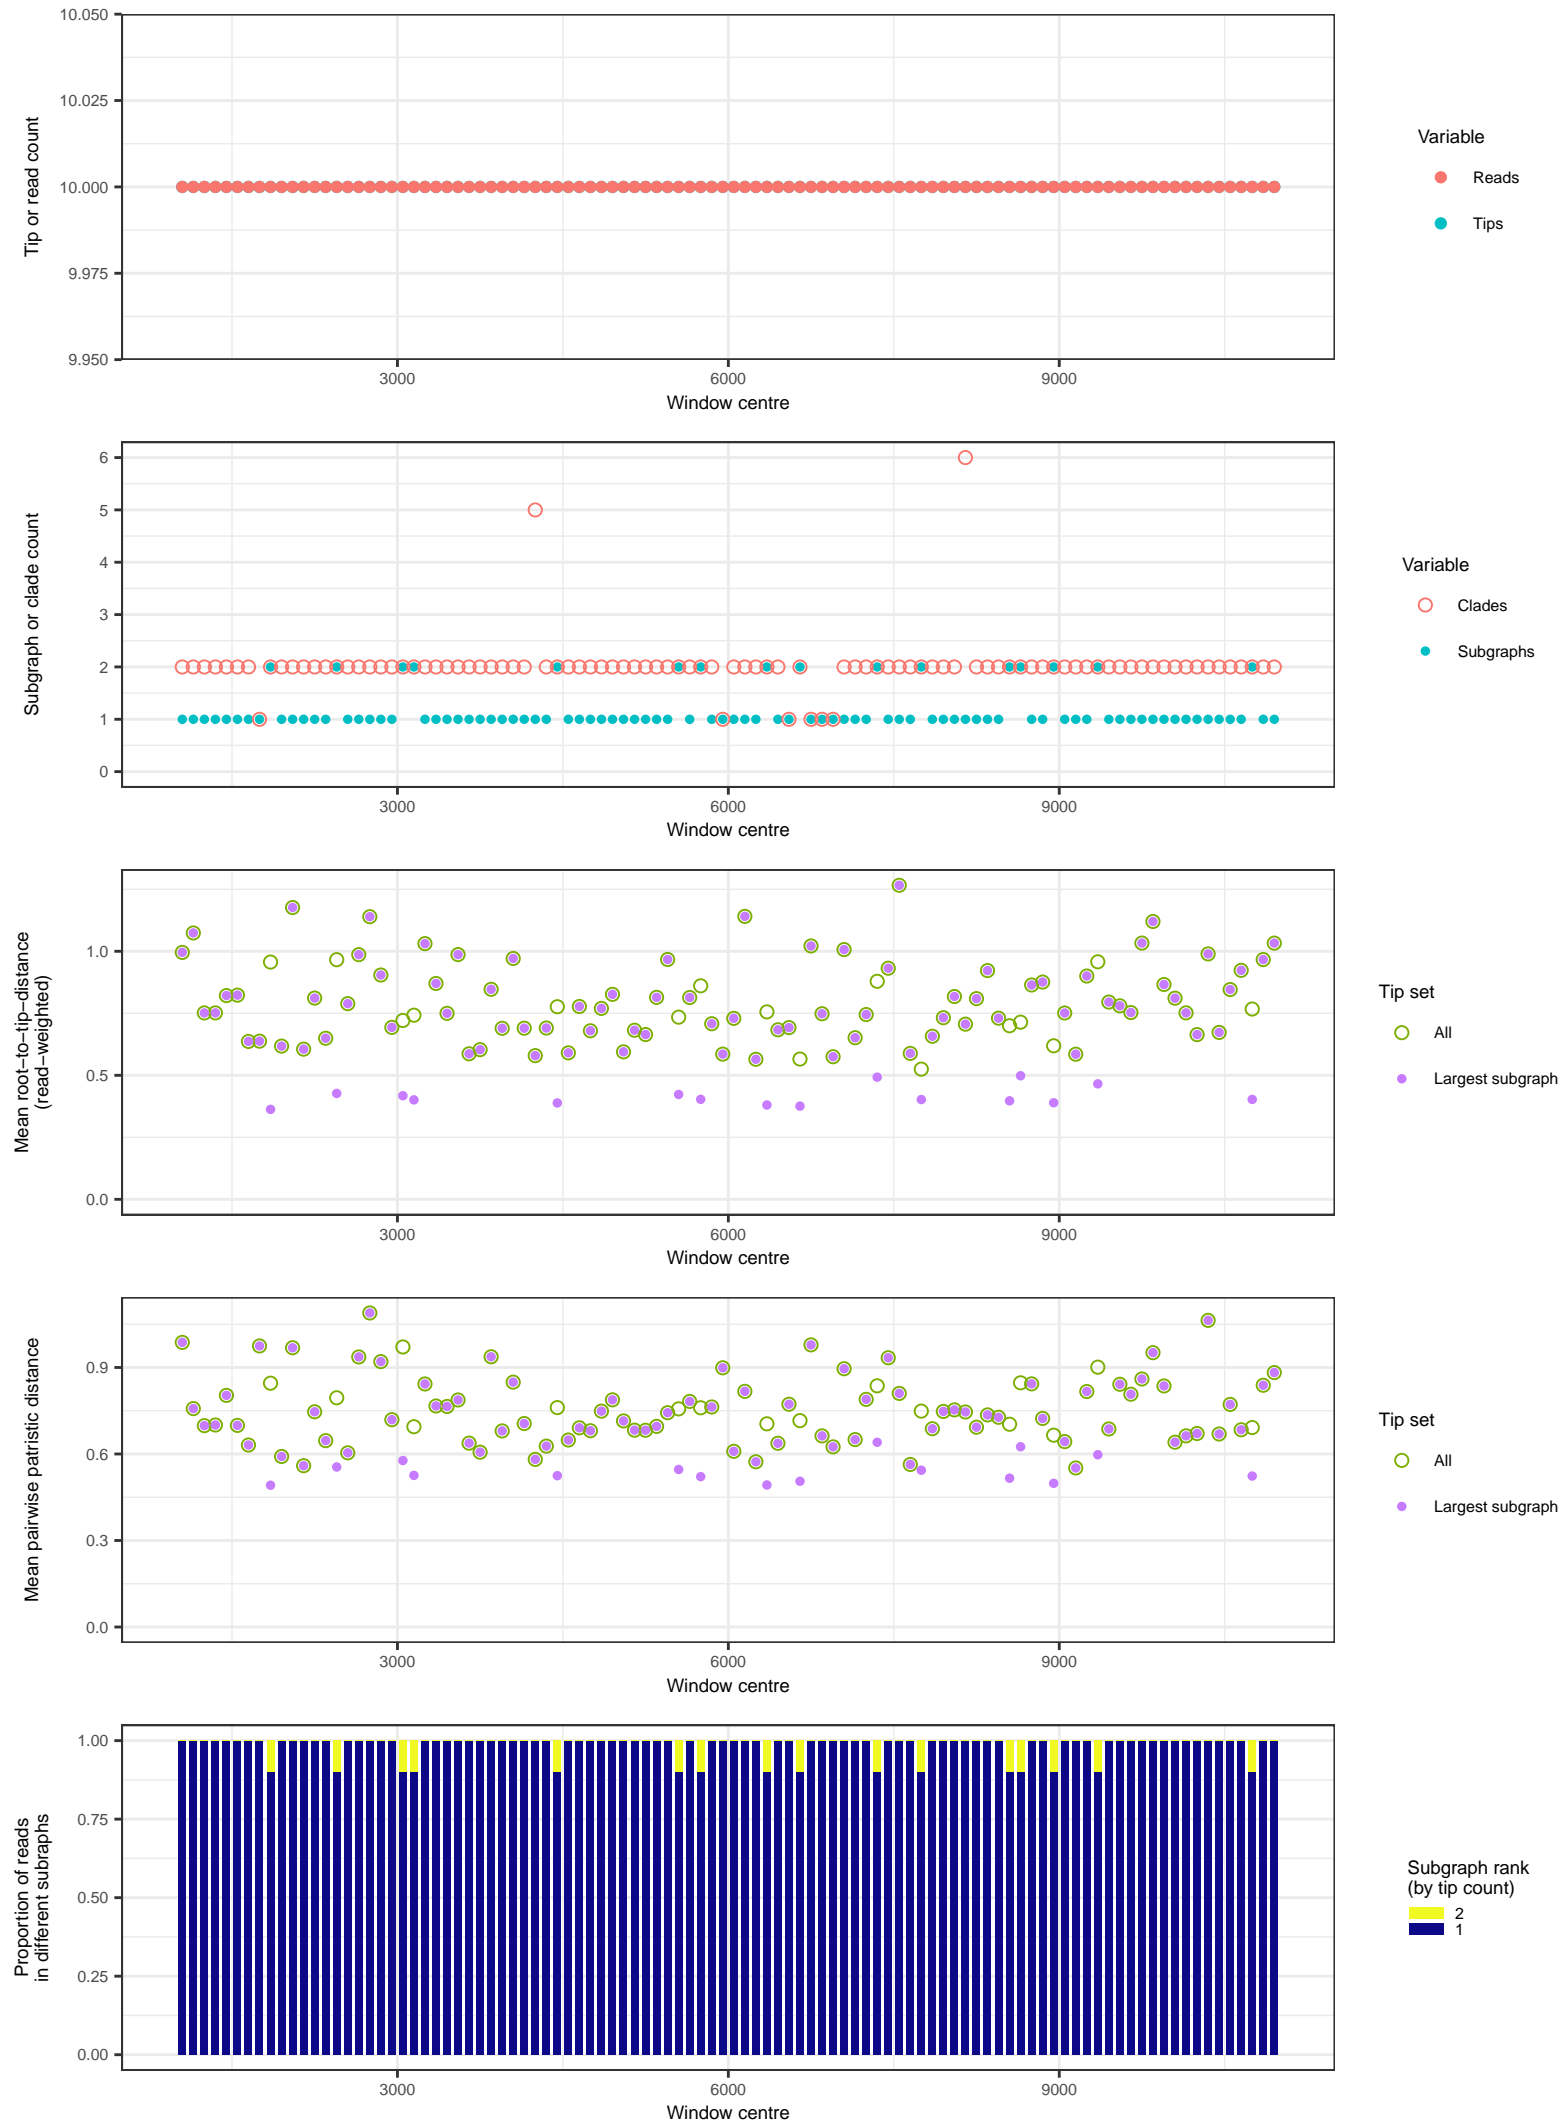 10.050
10.025
10.000
9.975
9.950
Tip or read count
3000
6000
9000
Window centre
Variable
Reads
Tips
6
5
4
3
2
1
0
Subgraph or clade count
3000
6000
9000
Window centre
Variable
Clades
Subgraphs
1.0
0.5
0.0
Mean root−to−tip−distance
(read−weighted)
3000
6000
9000
Window centre
Tip set
All
Largest subgraph
0.9
0.6
0.3
0.0
Mean pairwise patristic distance
3000
6000
9000
Window centre
Tip set
All
Largest subgraph
1.00
0.75
0.50
0.25
0.00
Proportion of reads
in different subraphs
3000
6000
9000
Window centre
Subgraph rank
(by tip count)
2
1